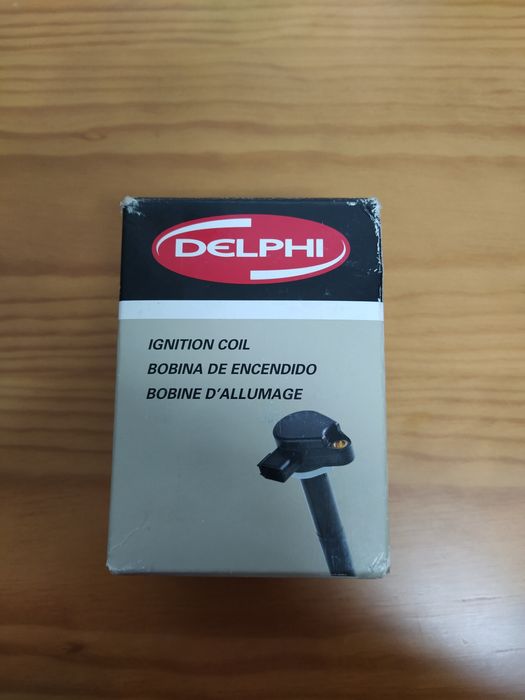 DELPHI
IGNITION COIL
BOBINA DE ENCENDIDO
BOBINE D'ALLUMAGE